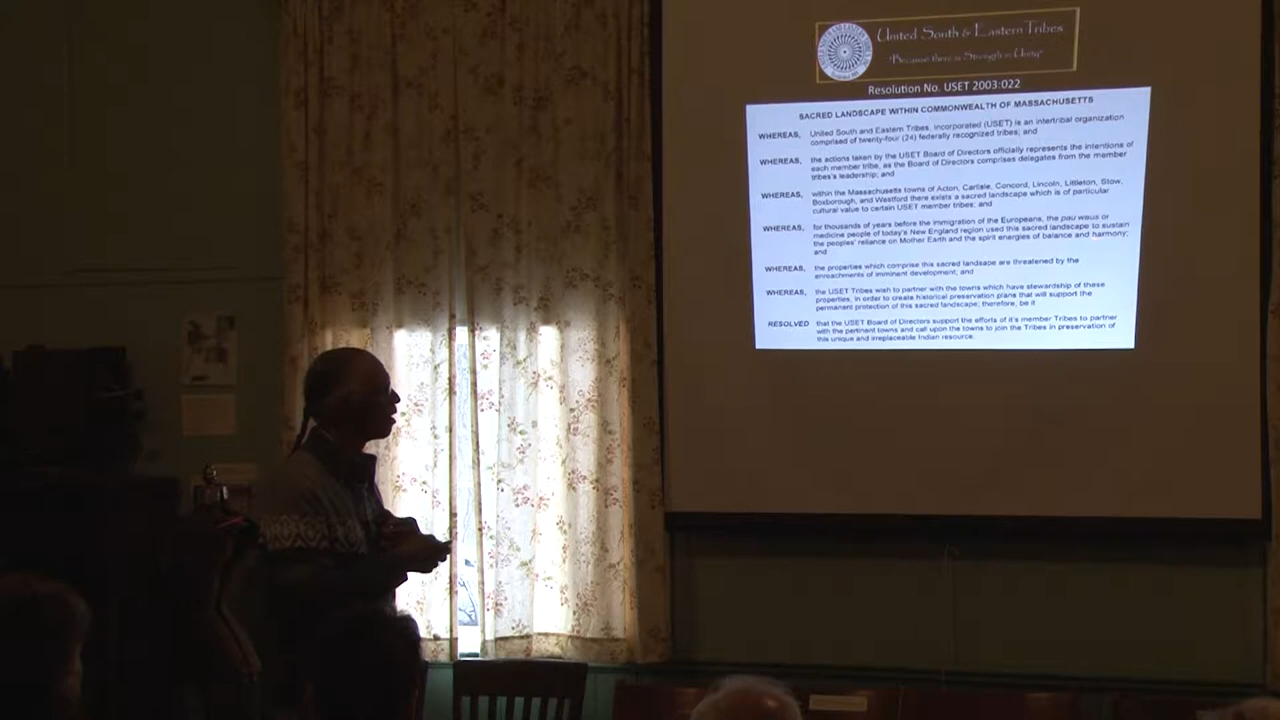 United South & Eastern Tribes
"Because there is Strength in Unity"
Resolution No. USET 2003:022
SACRED LANDSCAPE WITHIN COMMONWEALTH OF MASSACHUSETTS
WHEREAS, United South and Eastern Tribes, Incorporated (USET) is an intertribal organization
comprised of twenty-four (24) federally recognized tribes; and
WHEREAS, the actions taken by the USET Board of Directors officially represents the intentions of
each member tribe, as the Board of Directors comprises delegates from the member
tribe's leadership; and
WHEREAS, within the Massachusetts towns of Acton, Carlisle, Concord, Lincoln, Littleton, Stow,
Boxborough, and Westford there exists a sacred landscape which is of particular
cultural value to certain USET member tribes; and
WHEREAS, for thousands of years before the immigration of the Europeans, the pau waus or
medicine people of today's New England region used this sacred landscape to sustain
the peoples' reliance on Mother Earth and the spirit energies of balance and harmony;
and
WHEREAS, the properties which comprise this sacred landsape are threatened by the
enroachments of imminent development; and
WHEREAS, the USET Tribes wish to partner with the towns which have stewardship of these
properties, in order to create historical preservation plans that will support the
permanent protection of this sacred landscape; therefore, be it
RESOLVED that the USET Board of Directors support the efforts of it's member Tribes to partner
with the pertinent towns and call upon the towns to join the Tribes in preservation of
this unique and irreplaceable Indian resource.